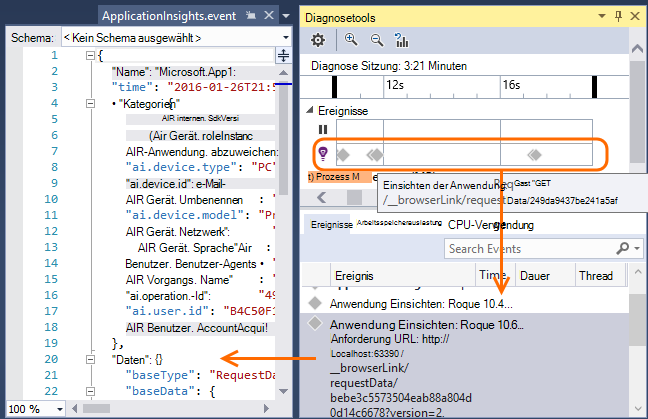 ApplicationInsights.event
Schema: < Kein Schema ausgewählt >
1 {
2 "Name": "Microsoft.App1:
3 "time": "2016-01-26T21:5
4 • "Kategorien"
5 AIR internen. SdkVersi
6 (Air Gerät. roleInstanc
7 AIR-Anwendung. abzuweichen:
8 "ai.device.type": "PC"
9 "ai.device.id": e-Mail-
10 AIR Gerät. Umbenennen : "
11 "ai.device.model": "Pr
12 AIR Gerät. Netzwerk": "
13 AIR Gerät. Sprache"Air :
14 Benutzer. Benutzer-Agents • "
15 AIR Vorgangs. Name" : "
16 "ai.operation.-Id": "49
17 "ai.user.id": "B4C50F1
18 AIR Benutzer. AccountAcqui!
19 },
20 "Daten": {}
21 "baseType": "RequestDa
22 "baseData": {
100 %
Diagnosetools
Diagnose Sitzung: 3:21 Minuten
12s 16s
Ereignisse
t) Prozess M
Einsichten der Anwendung: Req Gast "GET
/__browserLink/request Data/249da9437be241a5af
Ereignisse Arbeitsspeicherauslastung CPU-Verwendung
Search Events
Ereignis Time Dauer Thread
Anwendung Einsichten: Roque 10.4...
Anwendung Einsichten: Roque 10.6...
Anforderung URL: http://
Localhost: 63390 /
__browserLink/
requestData/
bebe3c5573504eab88a804d
0d14c6678?version=2.